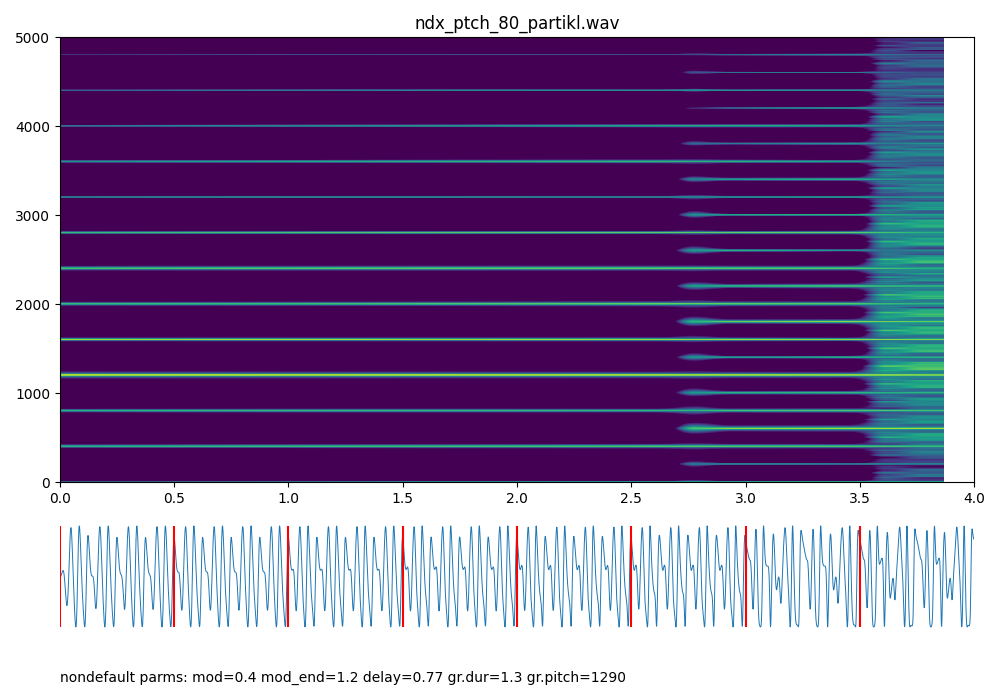 ndx_ptch_80_partikl.wav
5000
4000
3000
2000
1000
0
0.0 0.5 1.0 1.5 2.0 2.5 3.0 3.5 4.0
nondefault parms: mod=0.4 mod_end=1.2 delay=0.77 gr.dur=1.3 gr.pitch=1290